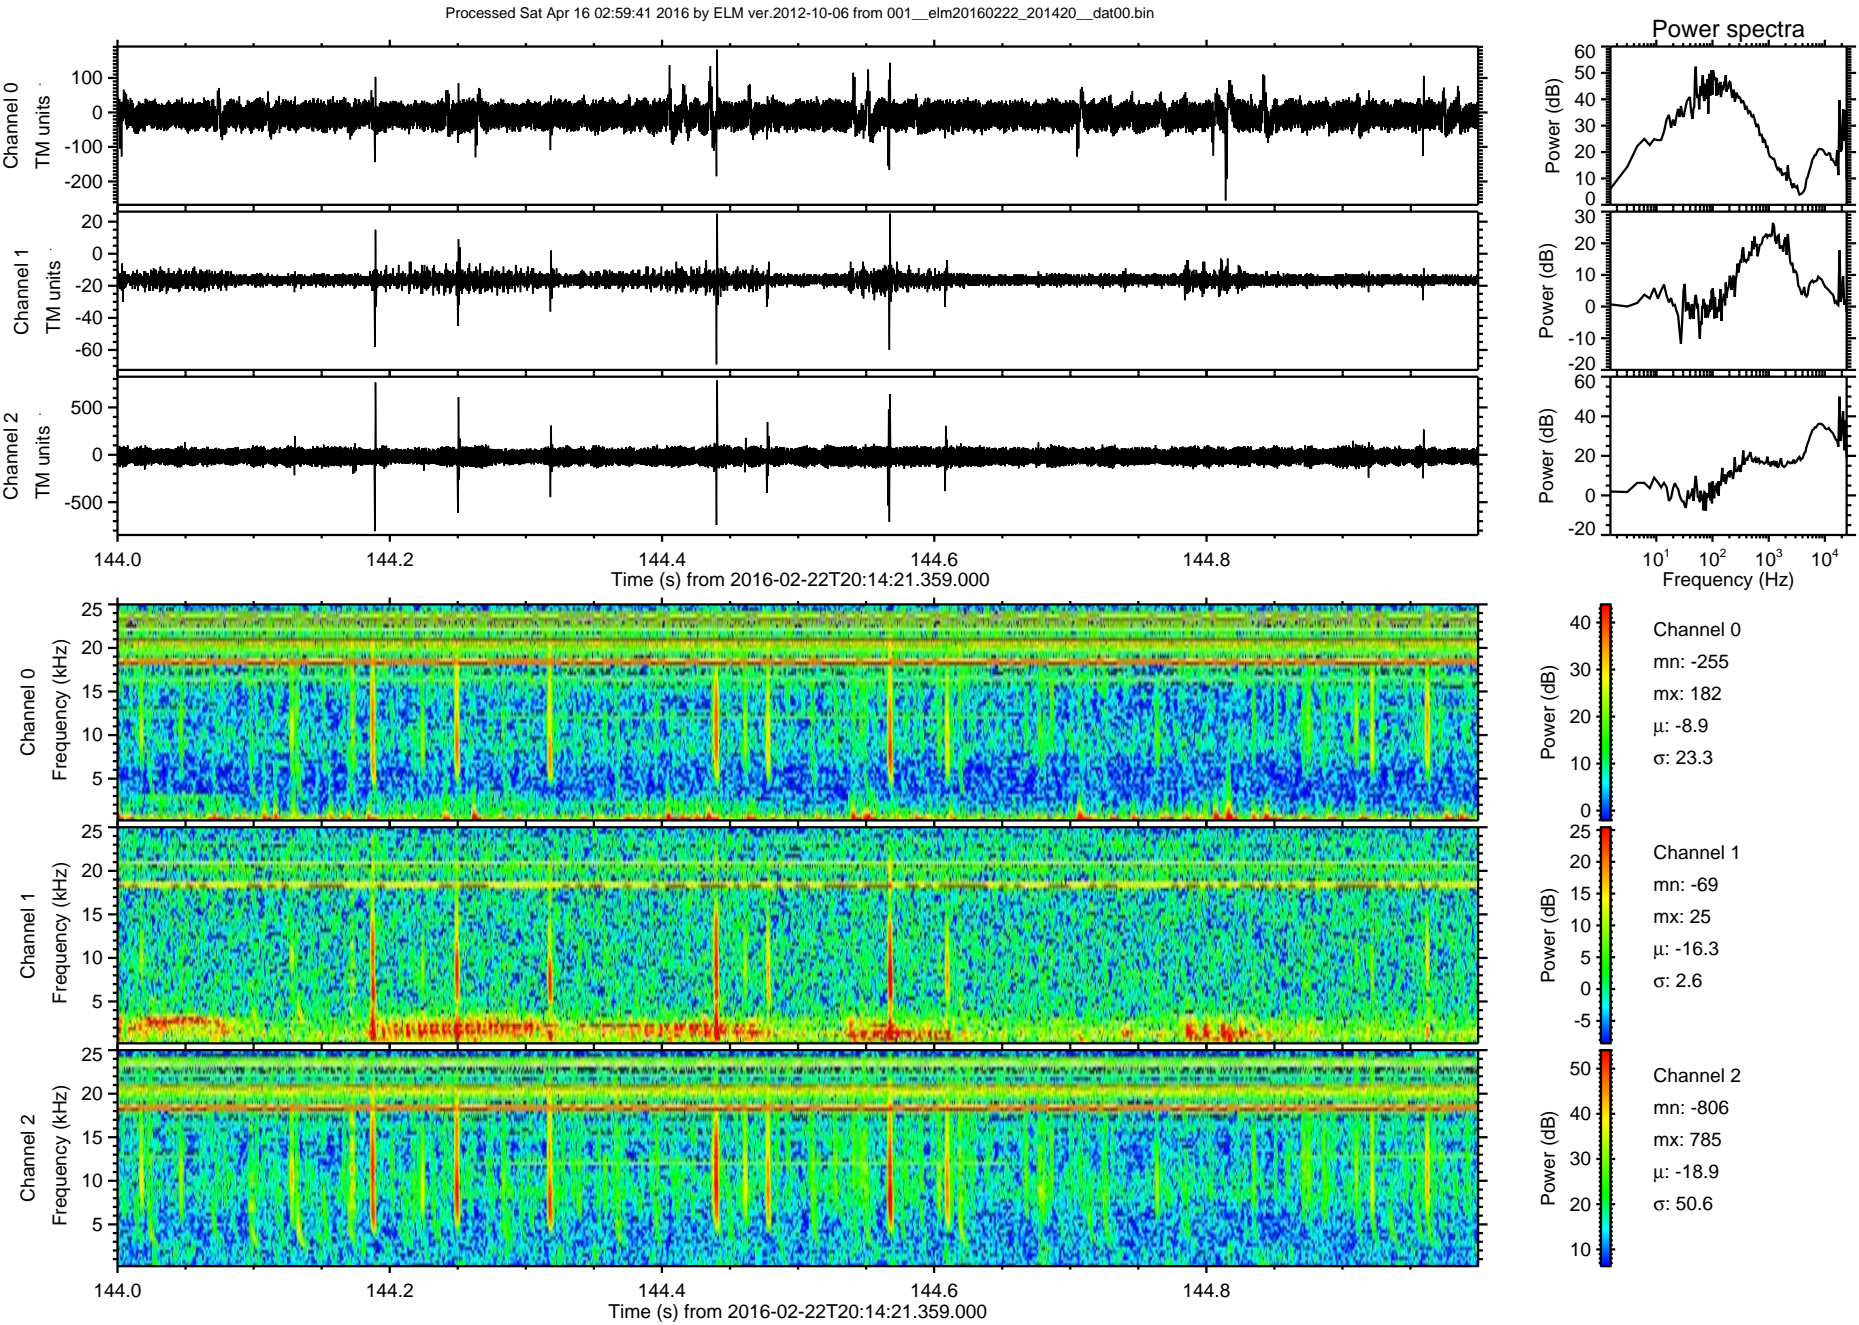 Processed Sat Apr 16 02:59:41 2016 by ELM ver.2012-10-06 from 001__elm20160222_201420__dat00.bin
Power spectra
Channel 0
TM units
100
0
-100
-200
Power (dB)
60
50
40
30
20
10
0
Channel 1
TM units
20
0
-20
-40
-60
Power (dB)
30
20
10
0
-10
-20
Channel 2
TM units
500
0
-500
Power (dB)
60
40
20
0
-20
144.0 144.2 144.4 144.6 144.8
Time (s) from 2016-02-22T20:14:21.359.000
10¹ 10² 10³ 10⁴
Frequency (Hz)
Channel 0
Frequency (kHz)
25
20
15
10
5
Power (dB)
40
30
20
10
0
Channel 0
mn: -255
mx: 182
μ: -8.9
σ: 23.3
Channel 1
Frequency (kHz)
25
20
15
10
5
Power (dB)
25
20
15
10
5
0
-5
Channel 1
mn: -69
mx: 25
μ: -16.3
σ: 2.6
Channel 2
Frequency (kHz)
25
20
15
10
5
Power (dB)
50
40
30
20
10
Channel 2
mn: -806
mx: 785
μ: -18.9
σ: 50.6
144.0 144.2 144.4 144.6 144.8
Time (s) from 2016-02-22T20:14:21.359.000